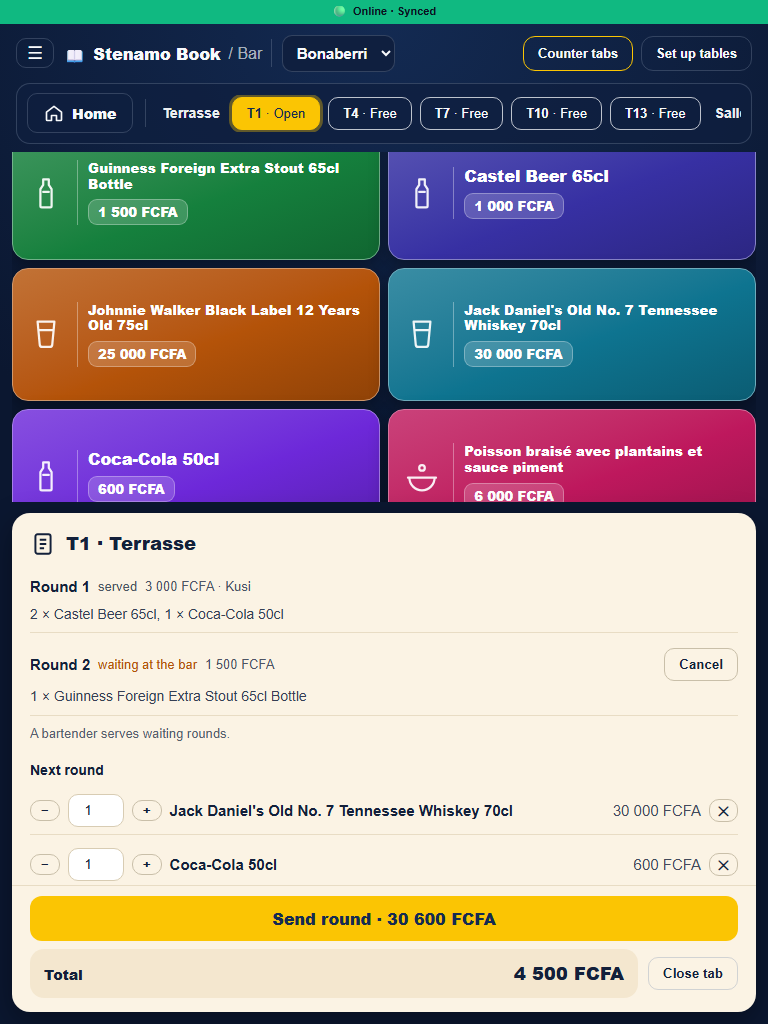 Online · Synced
☰ Stenamo Book / Bar Bonaberri Counter tabs Set up tables
Home Terrasse T1 · Open T4 · Free T7 · Free T10 · Free T13 · Free
Guinness Foreign Extra Stout 65cl
Bottle
1 500 FCFA
Castel Beer 65cl
1 000 FCFA
Johnnie Walker Black Label 12 Years
Old 75cl
25 000 FCFA
Jack Daniel's Old No. 7 Tennessee
Whiskey 70cl
30 000 FCFA
Coca-Cola 50cl
600 FCFA
Poisson braisé avec plantains et
sauce piment
6 000 FCFA
T1 · Terrasse
Round 1 served 3 000 FCFA · Kusi
2 × Castel Beer 65cl, 1 × Coca-Cola 50cl
Round 2 waiting at the bar 1 500 FCFA Cancel
1 × Guinness Foreign Extra Stout 65cl Bottle
A bartender serves waiting rounds.
Next round
− 1 + Jack Daniel's Old No. 7 Tennessee Whiskey 70cl 30 000 FCFA ×
− 1 + Coca-Cola 50cl 600 FCFA ×
Send round · 30 600 FCFA
Total 4 500 FCFA Close tab